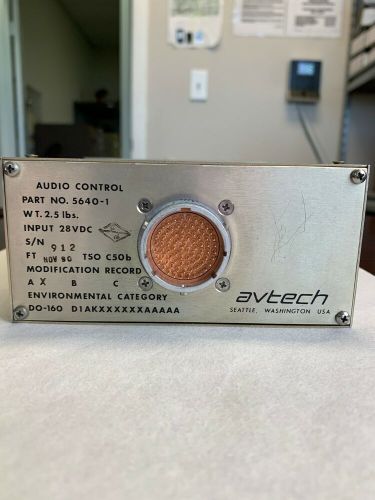 AUDIO CONTROL
PART NO. 5640-1
WT. 2.5 lbs.
INPUT 28VDC
S/N 912
FT NOV 90 TSO C50b
MODIFICATION RECORD
A X B C
ENVIRONMENTAL CATEGORY
DO-160 D1AKXXXXXXAAAAA
avtech
SEATTLE, WASHINGTON USA